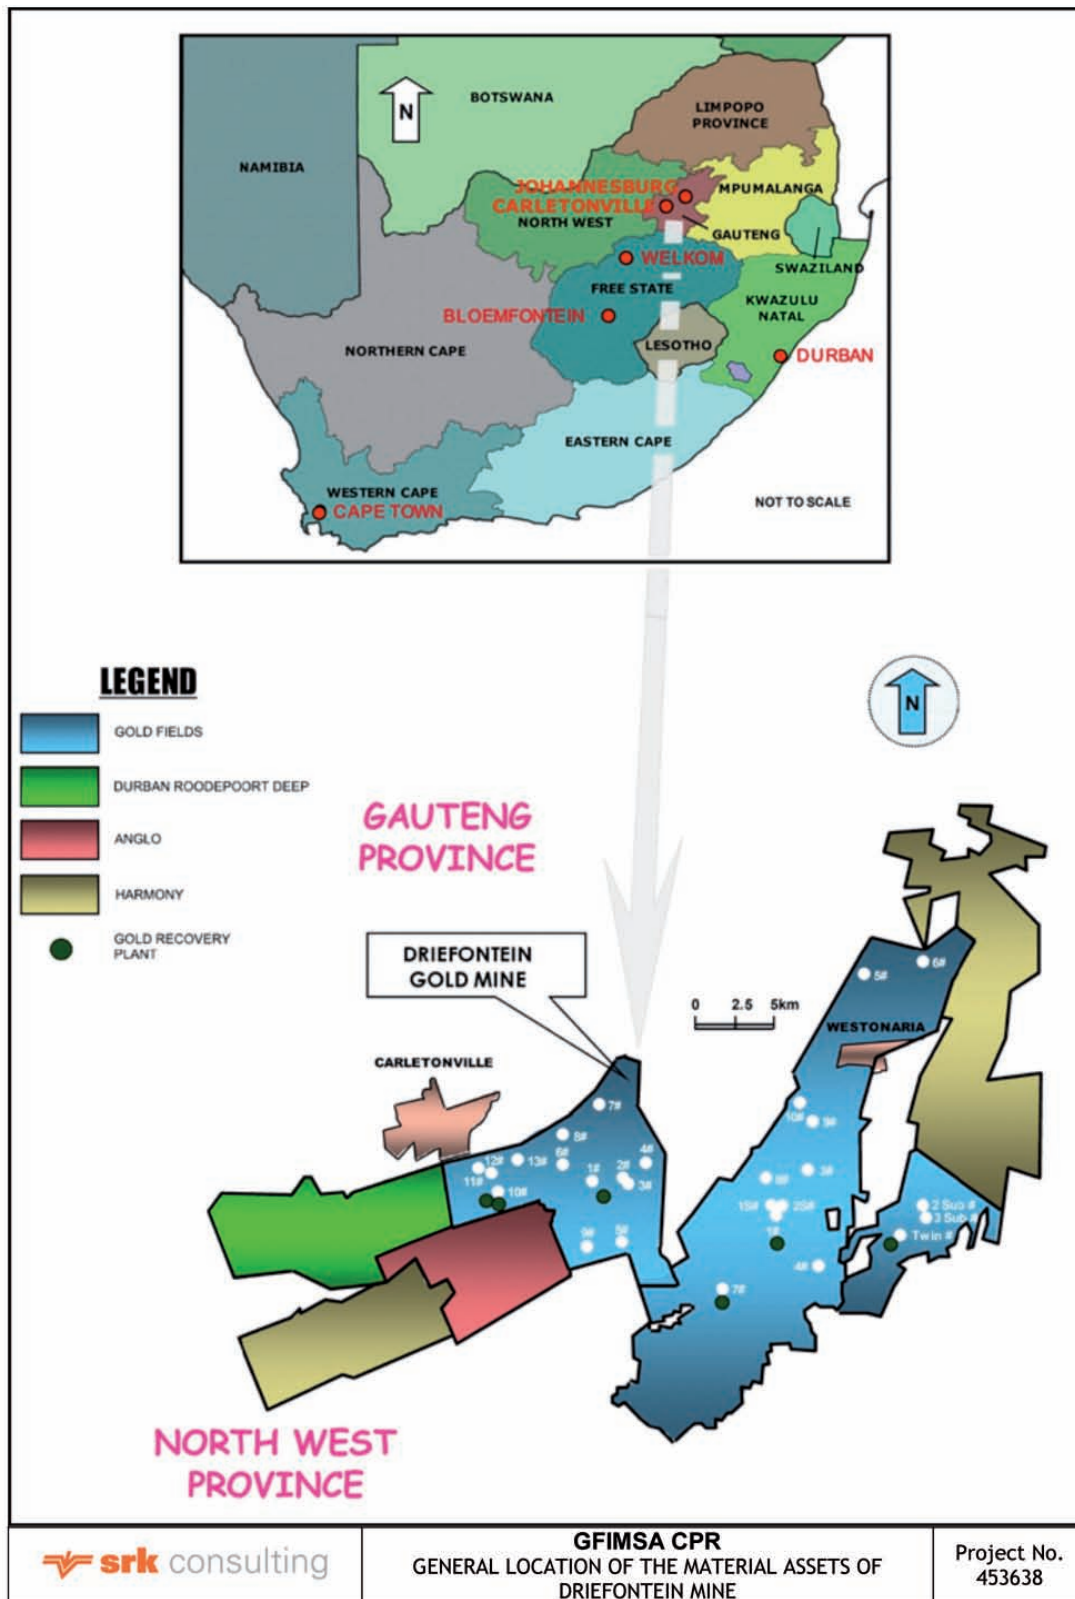 BOTSWANA
N
LIMPOPO
PROVINCE
NAMIBIA
JOHANNESBURG
MPUMALANGA
CARLETONVILLE
NORTH WEST
GAUTENG
WELKOM
SWAZILAND
FREE STATE
KWAZULU
NATAL
BLOEMFONTEIN
LESOTHO
NORTHERN CAPE
DURBAN
EASTERN CAPE
WESTERN CAPE
NOT TO SCALE
CAPE TOWN
LEGEND
GOLD FIELDS
DURBAN ROODEPOORT DEEP
ANGLO
HARMONY
GOLD RECOVERY
PLANT
N
GAUTENG
PROVINCE
DRIEFONTEIN
GOLD MINE
0 2.5 5km
5#
6#
WESTONARIA
CARLETONVILLE
7#
8#
10#
9#
12#
13#
6#
4#
11#
1#
2#
3#
10#
3#
1S#
2S#
1#
2 Sub #
3 Sub #
Twin #
9#
5#
4#
7#
NORTH WEST
PROVINCE
srk consulting
GFIMSA CPR
GENERAL LOCATION OF THE MATERIAL ASSETS OF
DRIEFONTEIN MINE
Project No.
453638